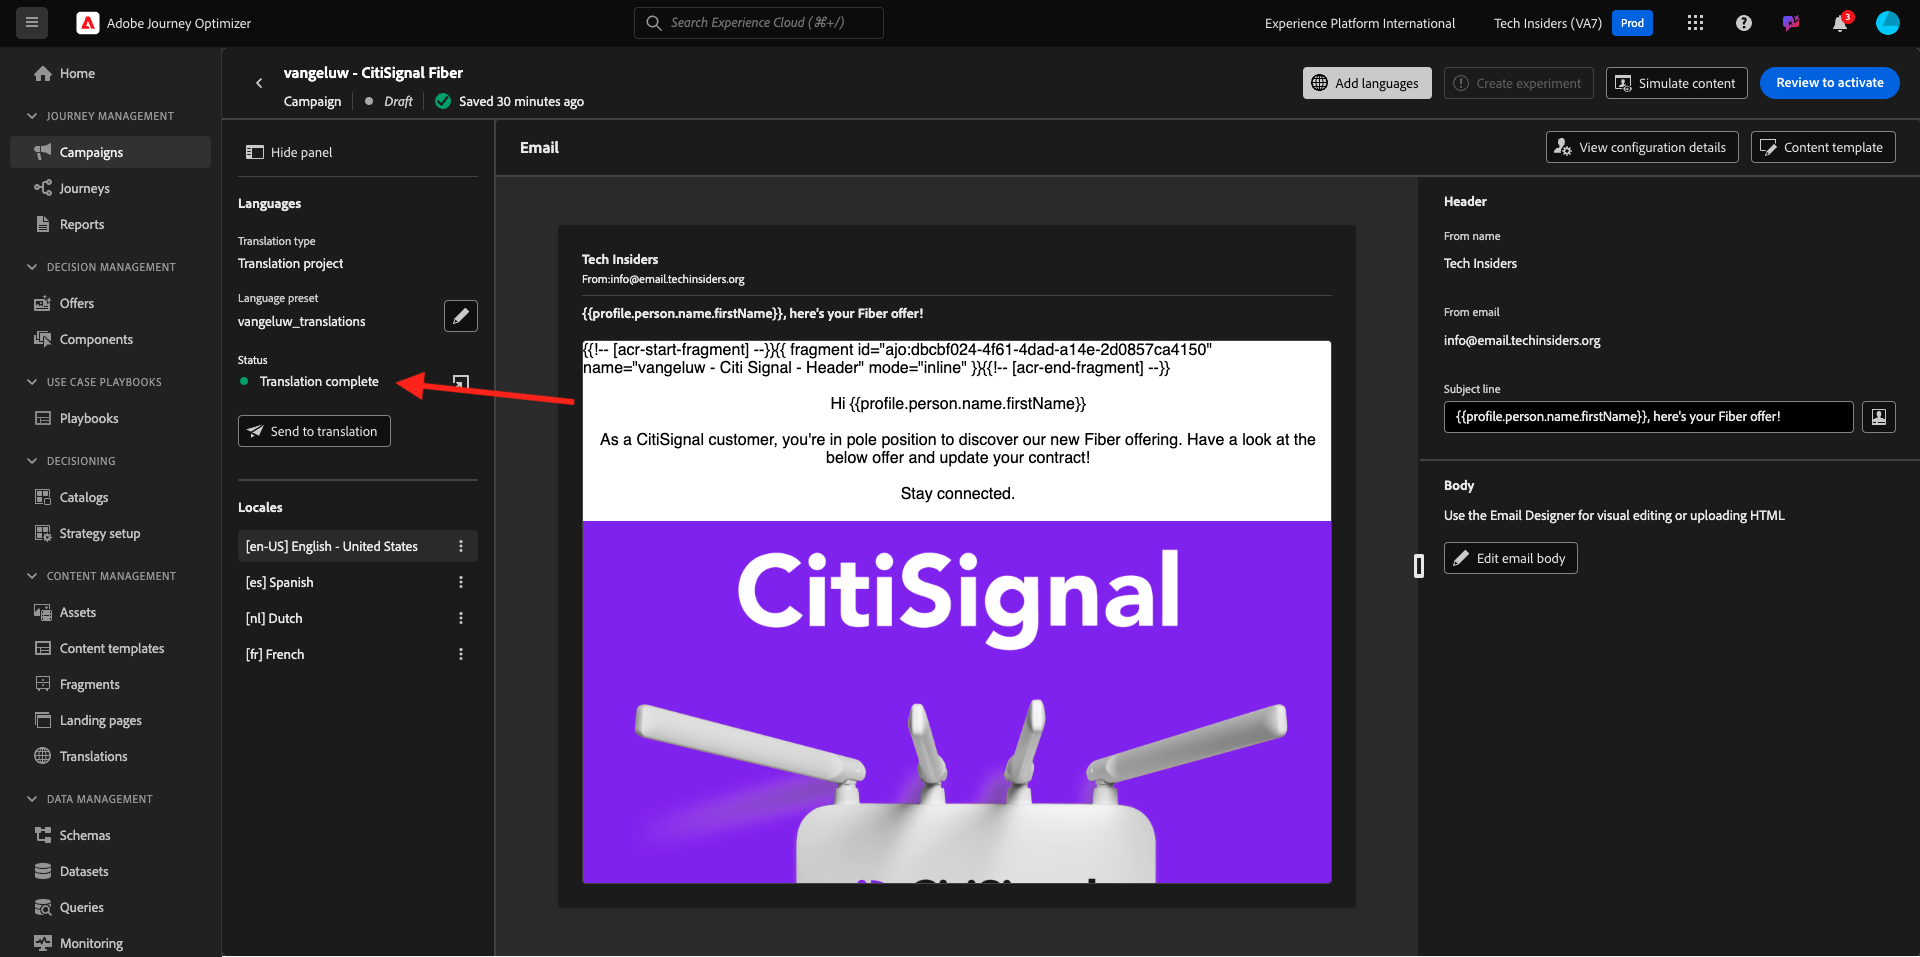 Adobe Journey Optimizer
Search Experience Cloud (⌘+/)
Experience Platform International
Tech Insiders (VA7)
Prod
3
Home
JOURNEY MANAGEMENT
Campaigns
Journeys
Reports
DECISION MANAGEMENT
Offers
Components
USE CASE PLAYBOOKS
Playbooks
DECISIONING
Catalogs
Strategy setup
CONTENT MANAGEMENT
Assets
Content templates
Fragments
Landing pages
Translations
DATA MANAGEMENT
Schemas
Datasets
Queries
Monitoring
vangeluw - CitiSignal Fiber
Campaign
Draft
Saved 30 minutes ago
Add languages
Create experiment
Simulate content
Review to activate
Hide panel
Languages
Translation type
Translation project
Language preset
vangeluw_translations
Status
Translation complete
Send to translation
Locales
[en-US] English - United States
[es] Spanish
[nl] Dutch
[fr] French
Email
View configuration details
Content template
Tech Insiders
From:info@email.techinsiders.org
{{profile.person.name.firstName}}, here's your Fiber offer!
{{!-- [acr-start-fragment] --}}{{ fragment id="ajo:dbcbf024-4f61-4dad-a14e-2d0857ca4150"
name="vangeluw - Citi Signal - Header" mode="inline" }}{{!-- [acr-end-fragment] --}}
Hi {{profile.person.name.firstName}}
As a CitiSignal customer, you're in pole position to discover our new Fiber offering. Have a look at the
below offer and update your contract!
Stay connected.
CitiSignal
Header
From name
Tech Insiders
From email
info@email.techinsiders.org
Subject line
{{profile.person.name.firstName}}, here's your Fiber offer!
Body
Use the Email Designer for visual editing or uploading HTML
Edit email body